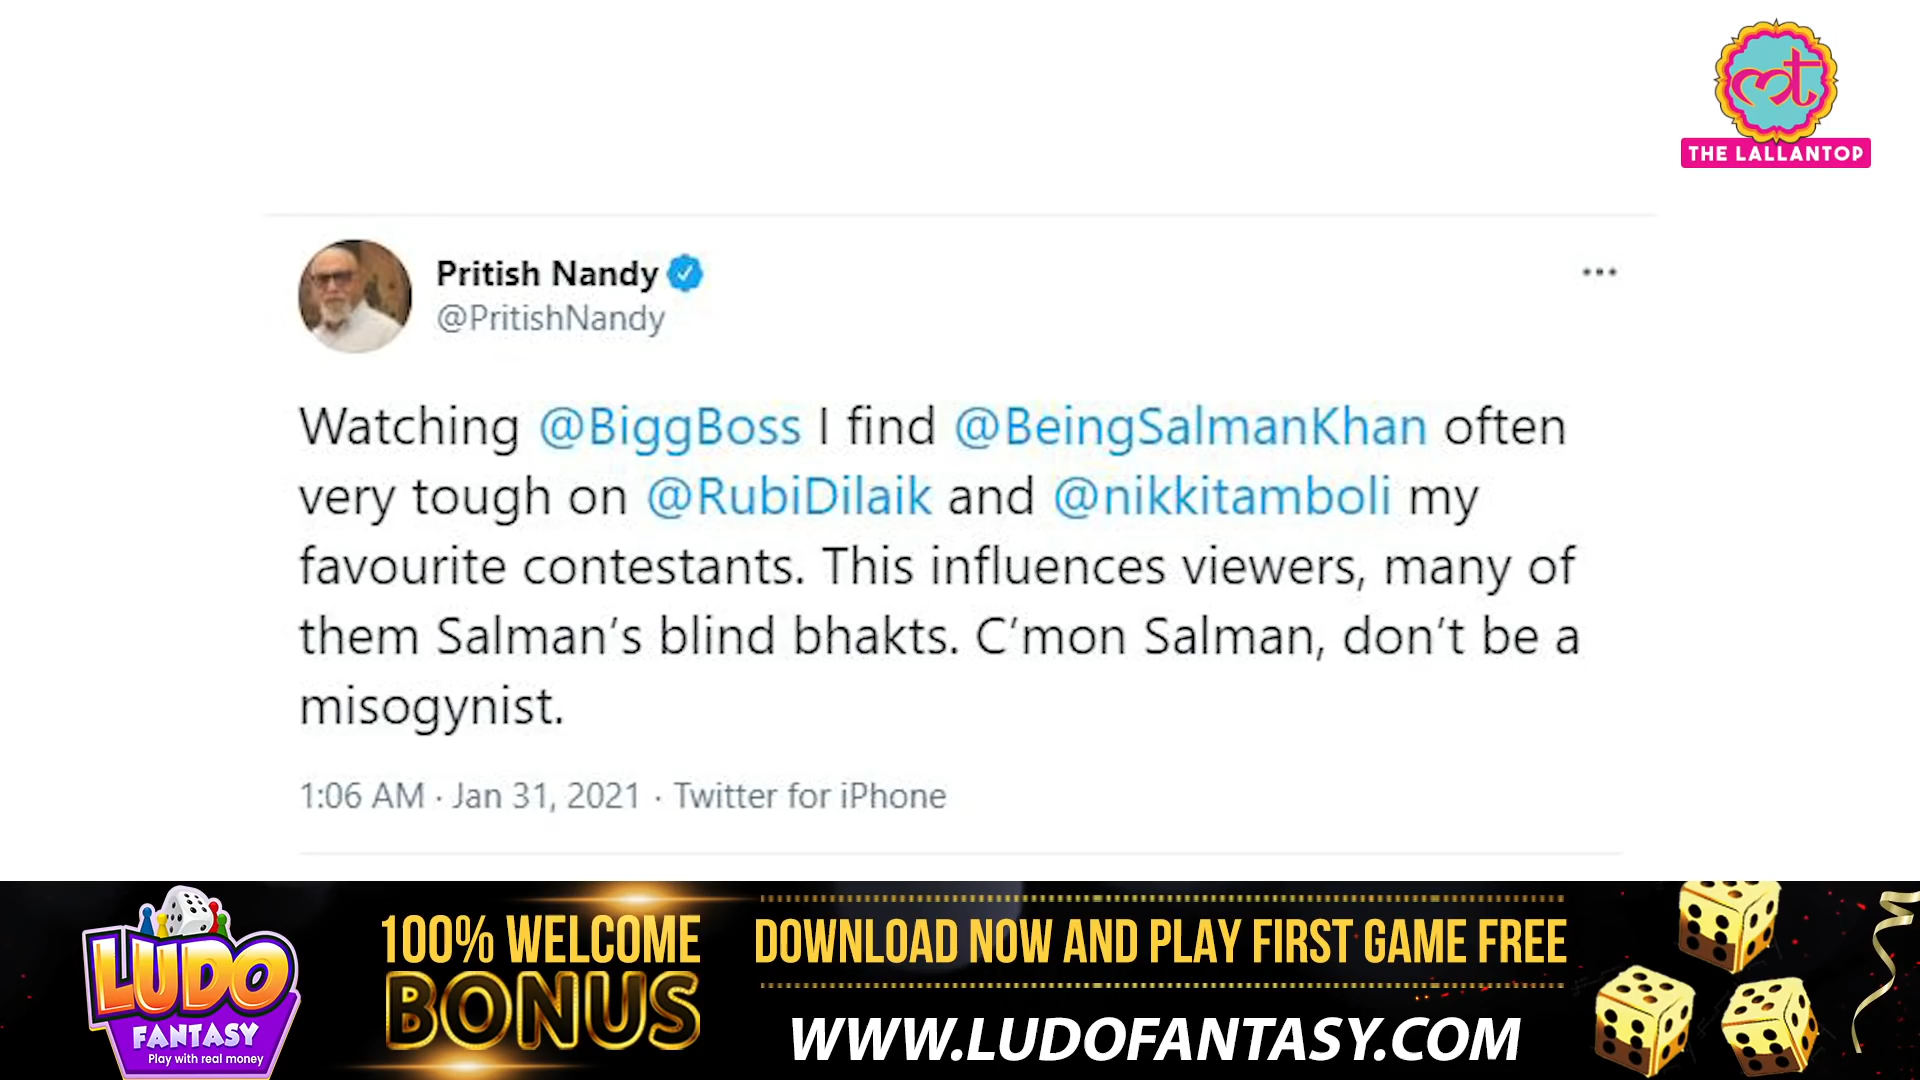 मt
THE LALLANTOP
Pritish Nandy
@PritishNandy
Watching @BiggBoss I find @BeingSalmanKhan often
very tough on @RubiDilaik and @nikkitamboli my
favourite contestants. This influences viewers, many of
them Salman’s blind bhakts. C’mon Salman, don’t be a
misogynist.
1:06 AM · Jan 31, 2021 · Twitter for iPhone
LUDO
FANTASY
Play with real money
100% WELCOME
BONUS
DOWNLOAD NOW AND PLAY FIRST GAME FREE
WWW.LUDOFANTASY.COM